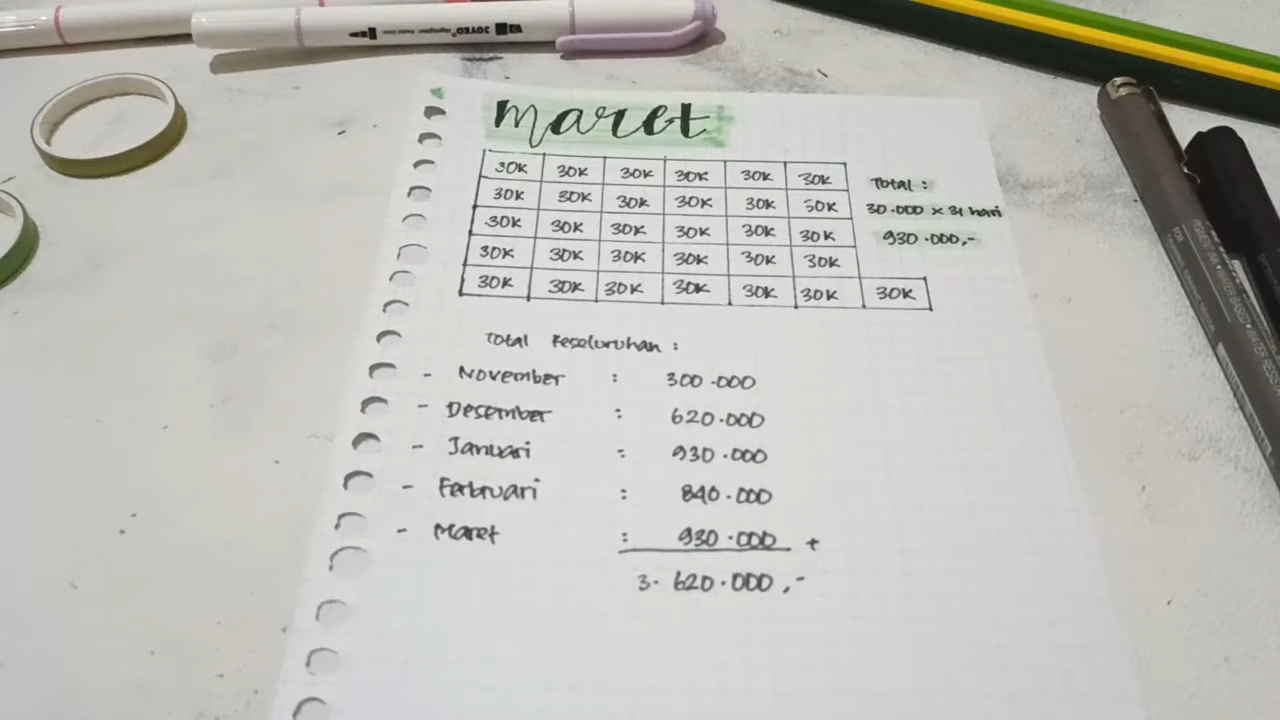 JOYKO
maret
30K 30K 30K 30K 30K 30K
30K 30K 30K 30K 30K 50K
30K 30K 30K 30K 30K 30K
30K 30K 30K 30K 30K 30K
30K 30K 30K 30K 30K 30K 30K
Total :
30.000 × 31 hari
930.000,-
Total Keseluruhan :
- November : 300.000
- Desember : 620.000
- Januari : 930.000
- Februari : 840.000
- Maret : 930.000 +
3.620.000,-